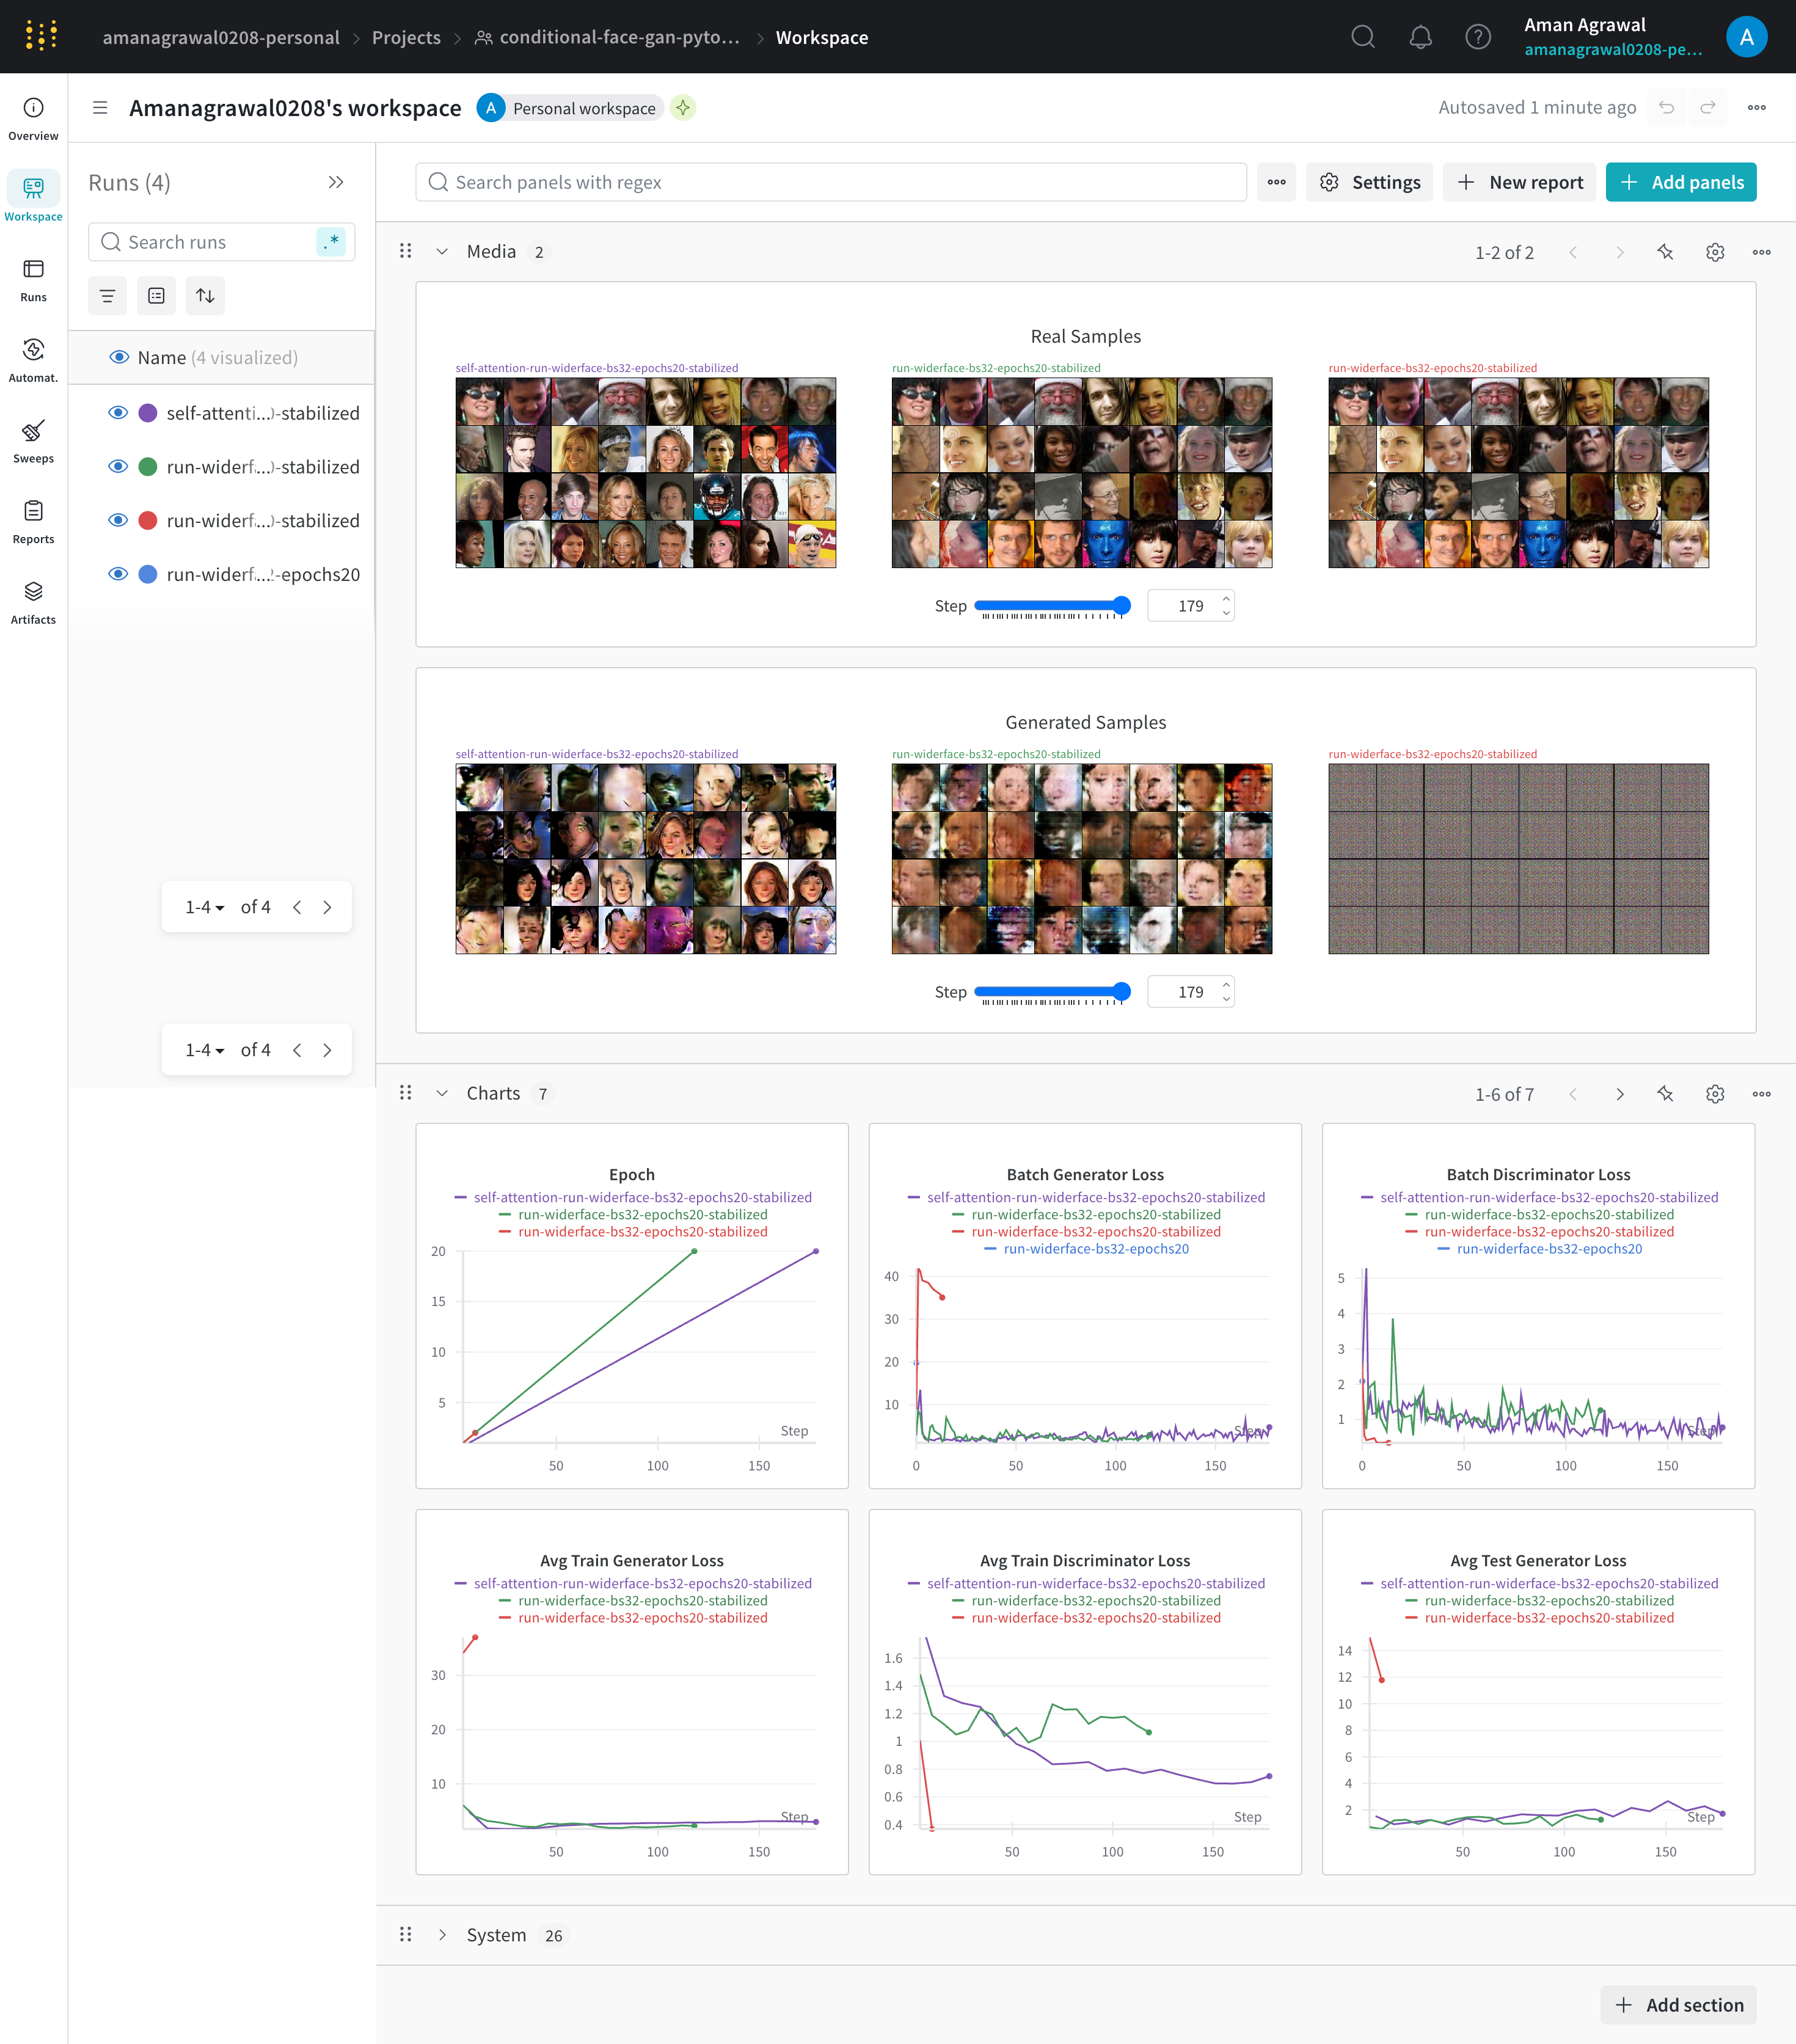 amanagrawal0208-personal > Projects > conditional-face-gan-pyto... > Workspace
Aman Agrawal
amanagrawal0208-pe...
A
Overview
Workspace
Runs
Automat.
Sweeps
Reports
Artifacts
Amanagrawal0208's workspace
A Personal workspace
Autosaved 1 minute ago
Runs (4)
Search runs
.*
Name (4 visualized)
self-attenti...)-stabilized
run-widerf...)-stabilized
run-widerf...)-stabilized
run-widerf...-epochs20
1-4 of 4
1-4 of 4
Search panels with regex
Settings
New report
Add panels
Media 2
1-2 of 2
Real Samples
self-attention-run-widerface-bs32-epochs20-stabilized
run-widerface-bs32-epochs20-stabilized
run-widerface-bs32-epochs20-stabilized
Step 179
Generated Samples
self-attention-run-widerface-bs32-epochs20-stabilized
run-widerface-bs32-epochs20-stabilized
run-widerface-bs32-epochs20-stabilized
Step 179
Charts 7
1-6 of 7
Epoch
self-attention-run-widerface-bs32-epochs20-stabilized
run-widerface-bs32-epochs20-stabilized
run-widerface-bs32-epochs20-stabilized
20
15
10
5
Step
50 100 150
Batch Generator Loss
self-attention-run-widerface-bs32-epochs20-stabilized
run-widerface-bs32-epochs20-stabilized
run-widerface-bs32-epochs20-stabilized
run-widerface-bs32-epochs20
40
30
20
10
Step
0 50 100 150
Batch Discriminator Loss
self-attention-run-widerface-bs32-epochs20-stabilized
run-widerface-bs32-epochs20-stabilized
run-widerface-bs32-epochs20-stabilized
run-widerface-bs32-epochs20
5
4
3
2
1
Step
0 50 100 150
Avg Train Generator Loss
self-attention-run-widerface-bs32-epochs20-stabilized
run-widerface-bs32-epochs20-stabilized
run-widerface-bs32-epochs20-stabilized
30
20
10
Step
50 100 150
Avg Train Discriminator Loss
self-attention-run-widerface-bs32-epochs20-stabilized
run-widerface-bs32-epochs20-stabilized
run-widerface-bs32-epochs20-stabilized
1.6
1.4
1.2
1
0.8
0.6
0.4
Step
50 100 150
Avg Test Generator Loss
self-attention-run-widerface-bs32-epochs20-stabilized
run-widerface-bs32-epochs20-stabilized
run-widerface-bs32-epochs20-stabilized
14
12
10
8
6
4
2
Step
50 100 150
System 26
Add section